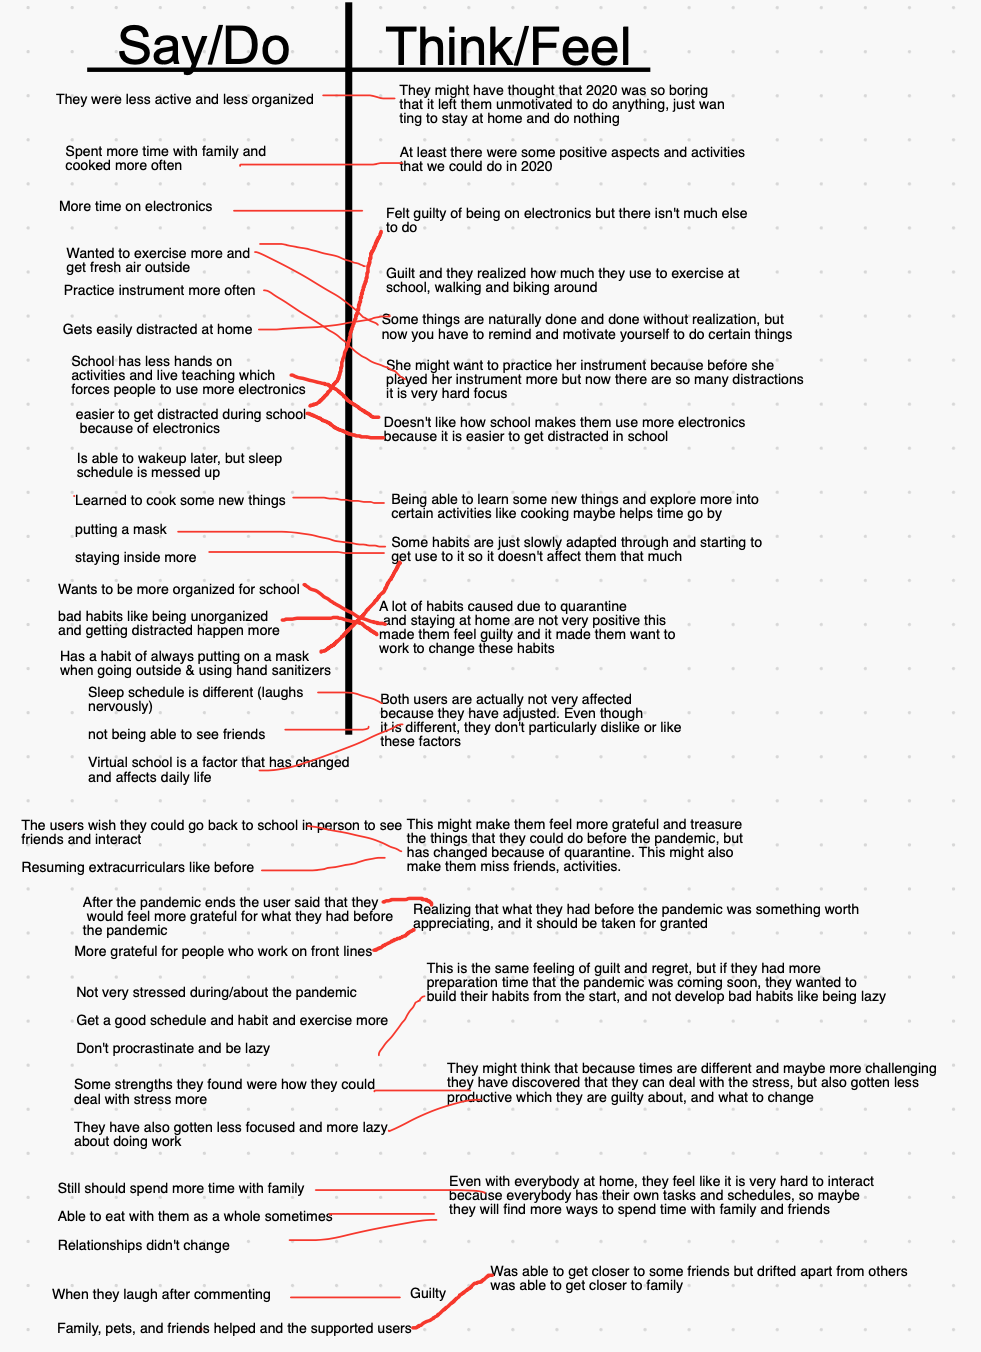 Say/Do
Think/Feel
They were less active and less organized
They might have thought that 2020 was so boring
that it left them unmotivated to do anything, just wan
ting to stay at home and do nothing
Spent more time with family and
cooked more often
At least there were some positive aspects and activities
that we could do in 2020
More time on electronics
Felt guilty of being on electronics but there isn't much else
to do
Wanted to exercise more and
get fresh air outside
Guilt and they realized how much they use to exercise at
school, walking and biking around
Practice instrument more often
Some things are naturally done and done without realization, but
now you have to remind and motivate yourself to do certain things
Gets easily distracted at home
She might want to practice her instrument because before she
played her instrument more but now there are so many distractions
it is very hard focus
School has less hands on
activities and live teaching which
forces people to use more electronics
Doesn't like how school makes them use more electronics
because it is easier to get distracted in school
easier to get distracted during school
because of electronics
Is able to wakeup later, but sleep
schedule is messed up
Learned to cook some new things
Being able to learn some new things and explore more into
certain activities like cooking maybe helps time go by
putting a mask
Some habits are just slowly adapted through and starting to
get use to it so it doesn't affect them that much
staying inside more
Wants to be more organized for school
A lot of habits caused due to quarantine
and staying at home are not very positive this
made them feel guilty and it made them want to
work to change these habits
bad habits like being unorganized
and getting distracted happen more
Has a habit of always putting on a mask
when going outside & using hand sanitizers
Sleep schedule is different (laughs
nervously)
Both users are actually not very affected
because they have adjusted. Even though
it is different, they don't particularly dislike or like
these factors
not being able to see friends
Virtual school is a factor that has changed
and affects daily life
The users wish they could go back to school in-person to see
friends and interact
This might make them feel more grateful and treasure
the things that they could do before the pandemic, but
has changed because of quarantine. This might also
make them miss friends, activities.
Resuming extracurriculars like before
After the pandemic ends the user said that they
would feel more grateful for what they had before
the pandemic
Realizing that what they had before the pandemic was something worth
appreciating, and it should be taken for granted
More grateful for people who work on front lines
This is the same feeling of guilt and regret, but if they had more
preparation time that the pandemic was coming soon, they wanted to
build their habits from the start, and not develop bad habits like being lazy
Not very stressed during/about the pandemic
Get a good schedule and habit and exercise more
Don't procrastinate and be lazy
They might think that because times are different and maybe more challenging
they have discovered that they can deal with the stress, but also gotten less
productive which they are guilty about, and what to change
Some strengths they found were how they could
deal with stress more
They have also gotten less focused and more lazy
about doing work
Still should spend more time with family
Even with everybody at home, they feel like it is very hard to interact
because everybody has their own tasks and schedules, so maybe
they will find more ways to spend time with family and friends
Able to eat with them as a whole sometimes
Relationships didn't change
Was able to get closer to some friends but drifted apart from others
was able to get closer to family
When they laugh after commenting
Guilty
Family, pets, and friends helped and the supported users